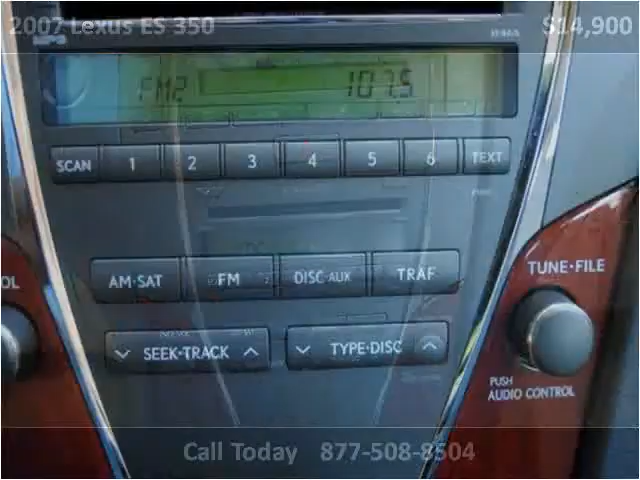 2007 Lexus ES 350 $14,900
FM2 107.5
SCAN 1 2 3 4 5 6 TEXT
AM·SAT FM DISC·AUX TRAF
TUNE·FILE
SEEK·TRACK TYPE·DISC
PUSH
AUDIO CONTROL
OL
Call Today 877-508-8504